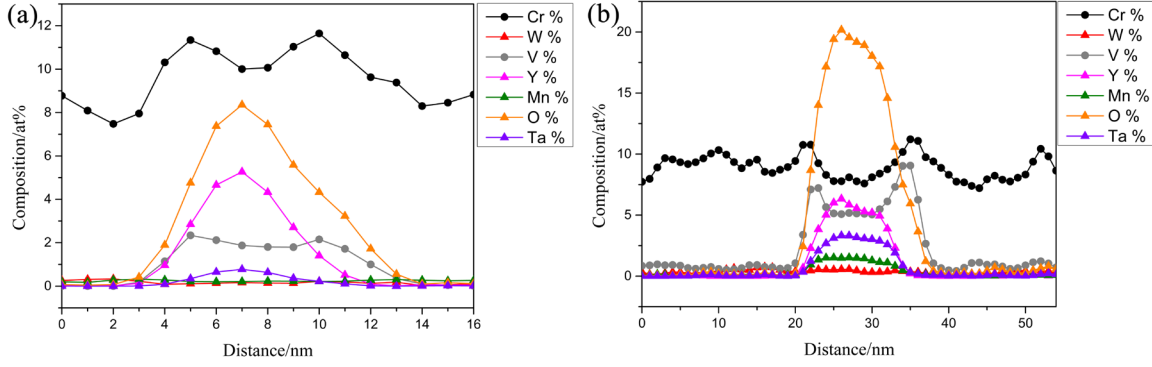 (a)
Cr %
W %
V %
Y %
Mn %
O %
Ta %
Composition/at%
12
10
8
6
4
2
0
0 2 4 6 8 10 12 14 16
Distance/nm
(b)
Cr %
W %
V %
Y %
Mn %
O %
Ta %
Composition/at%
20
15
10
5
0
0 10 20 30 40 50
Distance/nm